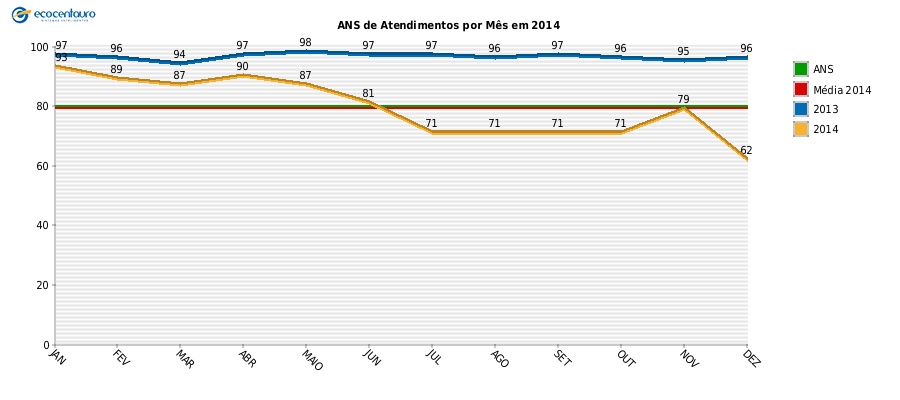 ecocentauro
ANS de Atendimentos por Mês em 2014
100
80
60
40
20
0
97 96 94 97 98 97 97 96 97 96 95 96
93 89 87 90 87 81 71 71 71 71 79 62
JAN FEV MAR ABR MAIO JUN JUL AGO SET OUT NOV DEZ
ANS
Média 2014
2013
2014